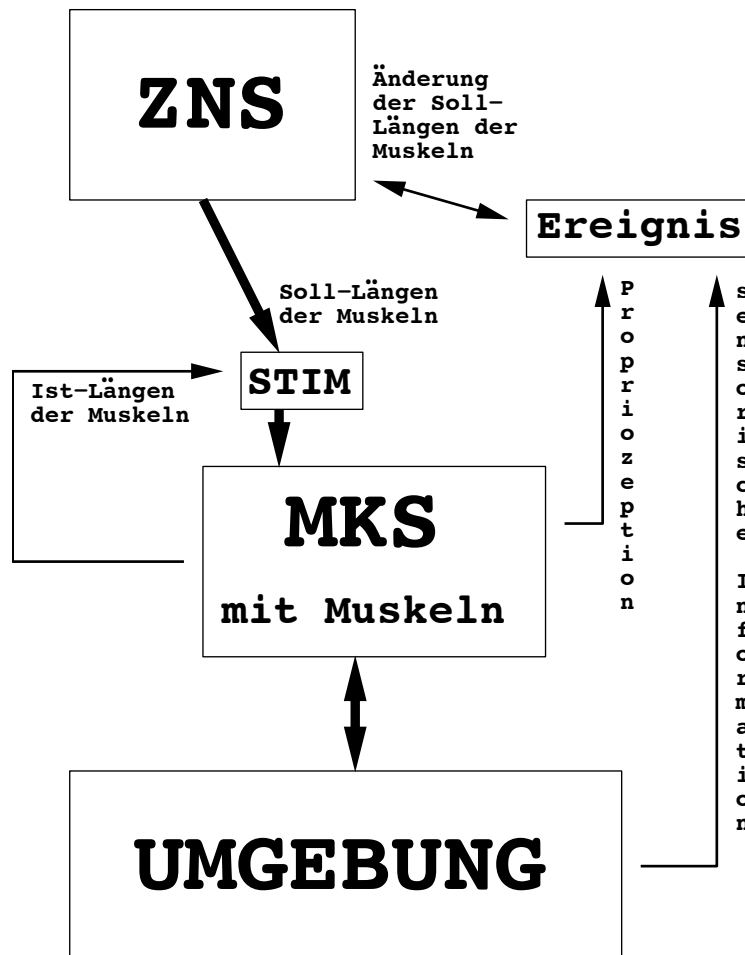 ZNS
Änderung
der Soll-
Längen der
Muskeln
Ereignis
Soll-Längen
der Muskeln
STIM
Ist-Längen
der Muskeln
MKS
mit Muskeln
Propriozeption
sensorische Information
UMGEBUNG